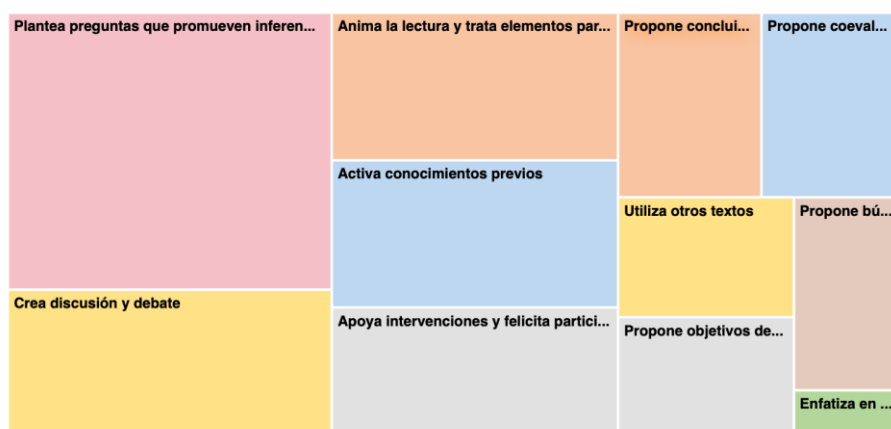 Plantea preguntas que promueven inferen...
Anima la lectura y trata elementos par...
Propone conclui...
Propone coeval...
Activa conocimientos previos
Utiliza otros textos
Propone bú...
Crea discusión y debate
Apoya intervenciones y felicita partici...
Propone objetivos de...
Enfatiza en ...